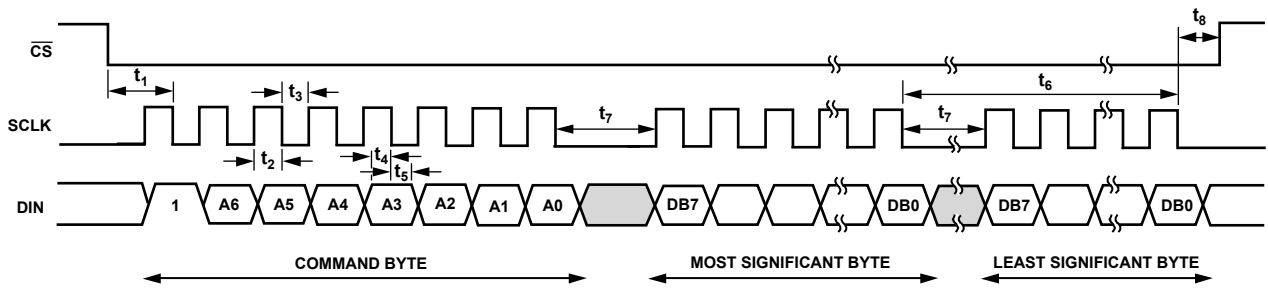 t8
CS
t1
t3
t6
SCLK
t7
t7
t2
t4
t5
DIN
1 A6 A5 A4 A3 A2 A1 A0 DB7 DB0 DB7 DB0
COMMAND BYTE MOST SIGNIFICANT BYTE LEAST SIGNIFICANT BYTE